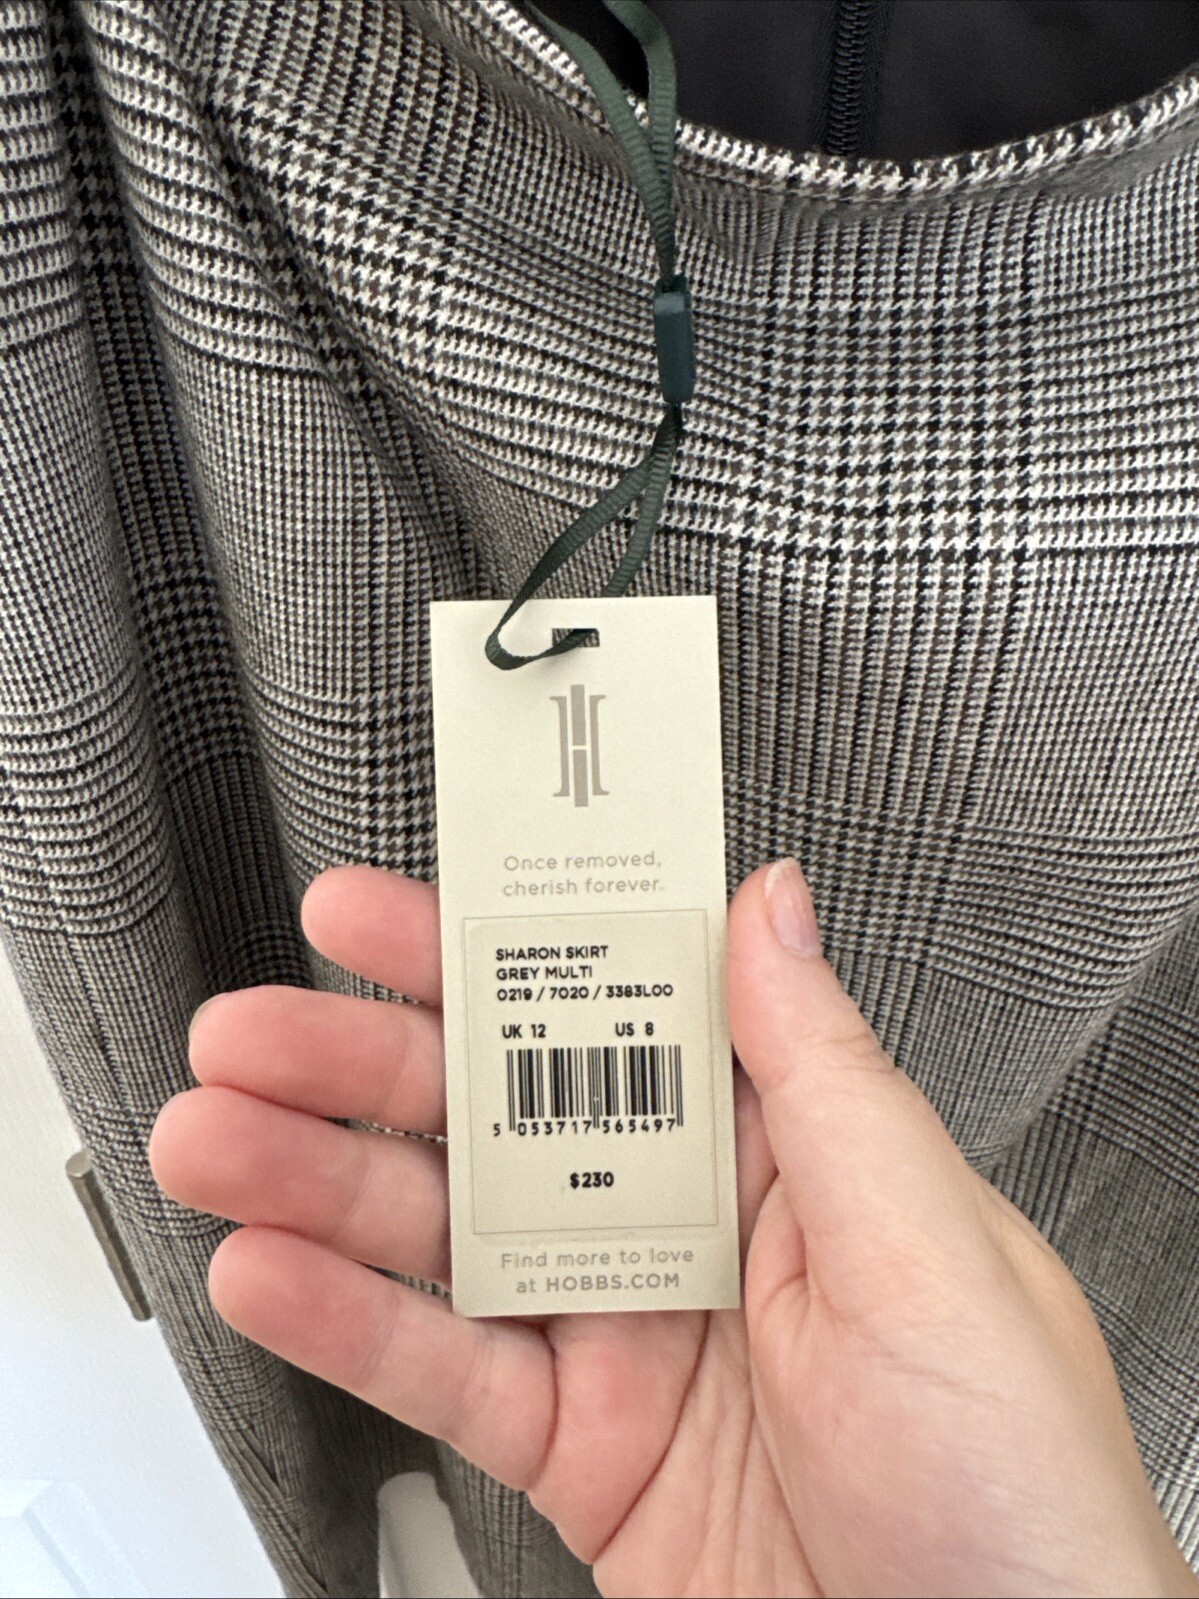 Once removed,
cherish forever.
SHARON SKIRT
GREY MULTI
0219 / 7020 / 3383L00
UK 12 US 8
5 053717 565497
$230
Find more to love
at HOBBS.COM